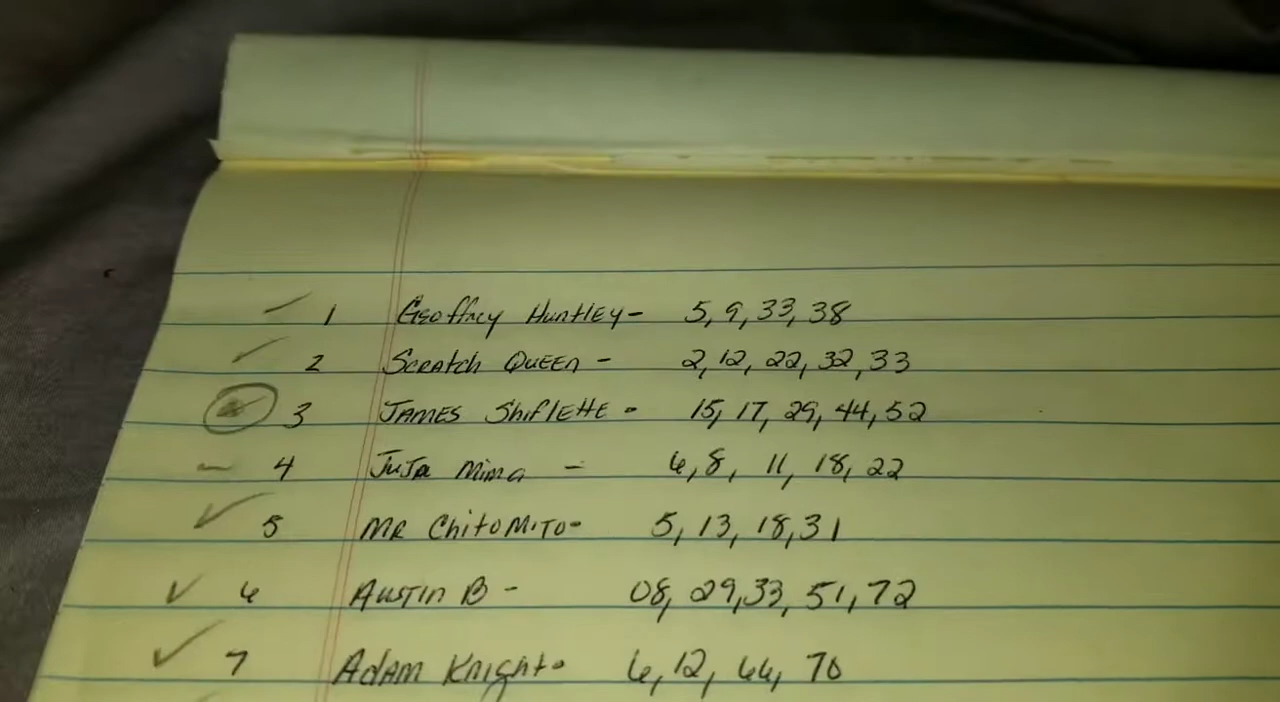 1 Geoffrey Huntley- 5, 9, 33, 38
2 Scratch Queen - 2, 12, 22, 32, 33
3 James Shiflette - 15, 17, 29, 44, 52
4 JuJa Mima - 6, 8, 11, 18, 22
5 MR ChitoMito- 5, 13, 18, 31
6 Austin B - 08, 29, 33, 51, 72
7 Adam Knight- 6, 12, 66, 70